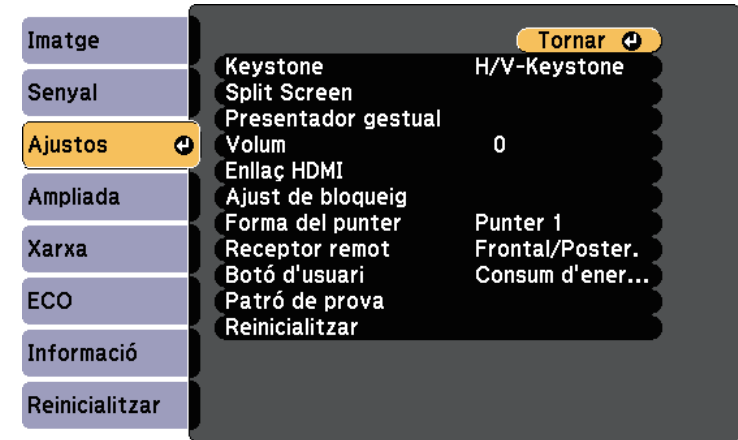 Imatge
Senyal
Ajustos
Ampliada
Xarxa
ECO
Informació
Reinicialitzar
Tornar
Keystone H/V-Keystone
Split Screen
Presentador gestual
Volum 0
Enllaç HDMI
Ajust de bloqueig
Forma del punter Punter 1
Receptor remot Frontal/Poster.
Botó d'usuari Consum d'ener...
Patró de prova
Reinicialitzar